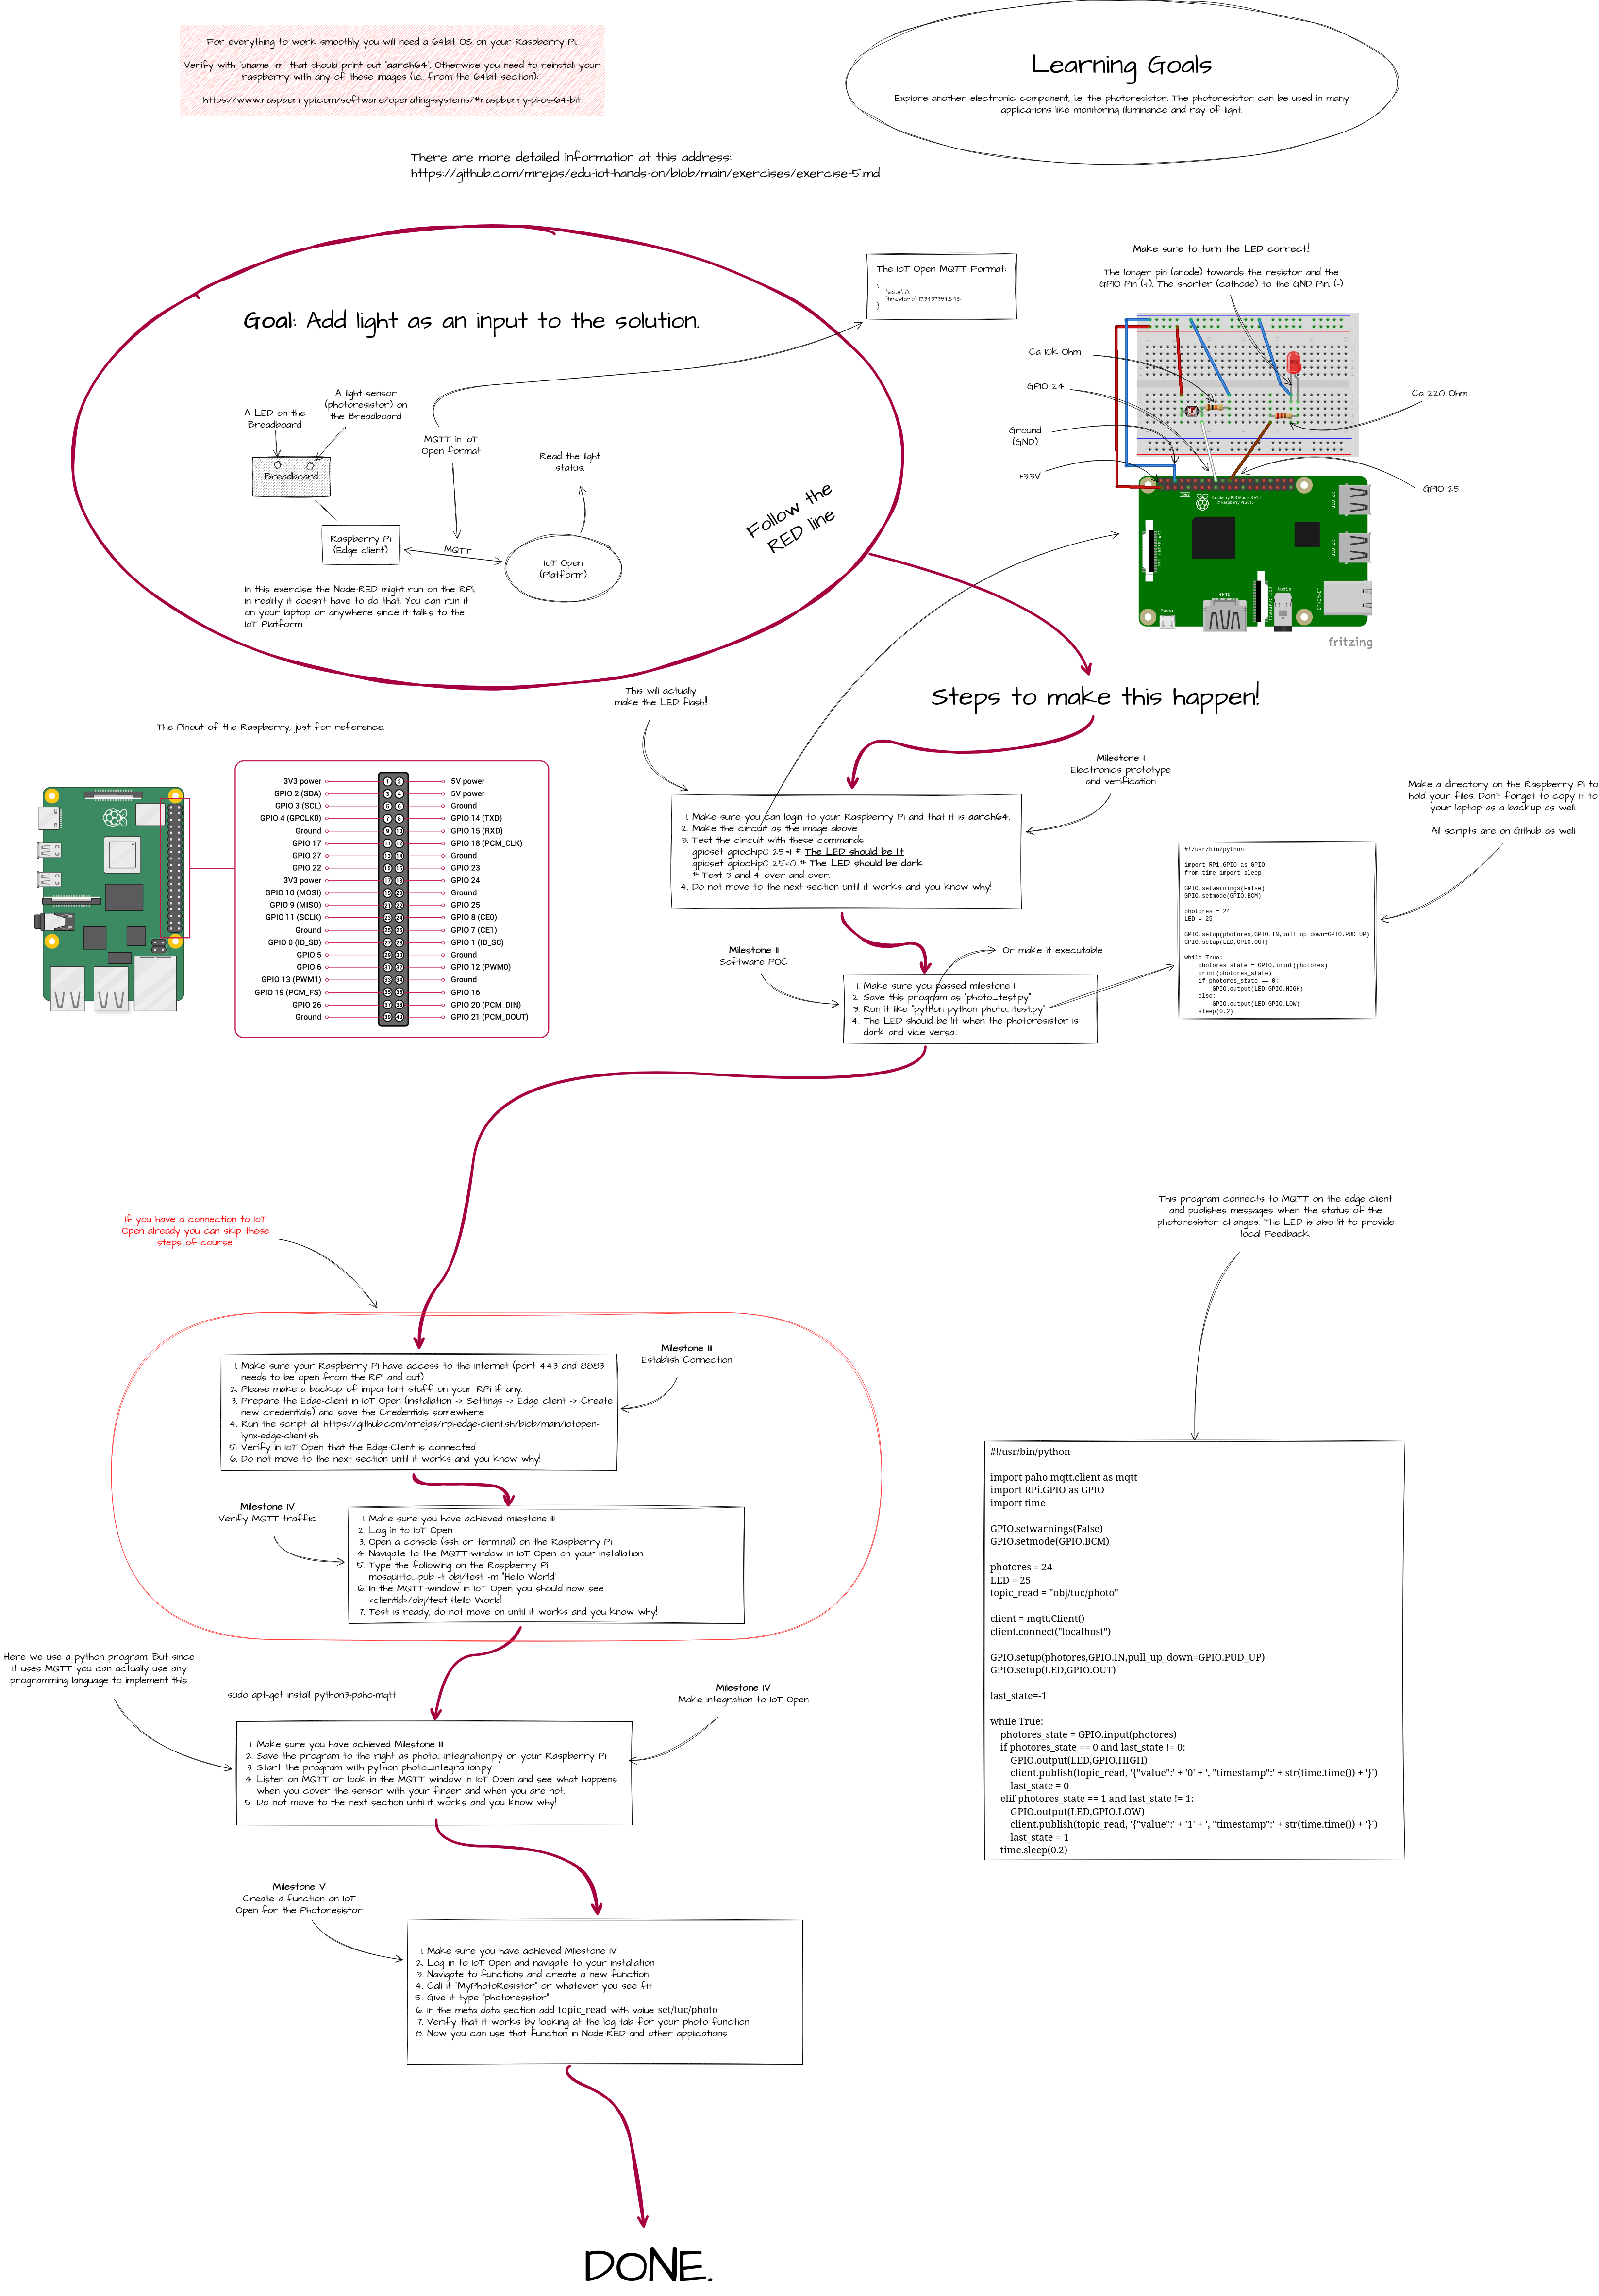 For everything to work smoothly you will need a 64bit OS on your Raspberry Pi.
Verify with "uname -m" that should print out "aarch64". Otherwise you need to reinstall your
raspberry with any of these images (i.e. from the 64bit section):
https://www.raspberrypi.com/software/operating-systems/#raspberry-pi-os-64-bit
Learning Goals
Explore another electronic component, i.e. the photoresistor. The photoresistor can be used in many
applications like monitoring illuminance and ray of light.
There are more detailed information at this address:
https://github.com/mrejas/edu-iot-hands-on/blob/main/exercises/exercise-5.md
Goal: Add light as an input to the solution.
The IoT Open MQTT Format:
{
"value": 0,
}
A LED on the
Breadboard
A light sensor
(photoresistor) on
the Breadboard
Breadboard
MQTT in IoT
Open format
Read the light
status.
Raspberry Pi
(Edge client)
MQTT
IoT Open
(Platform)
In this exercise the Node-RED might run on the RPi,
in reality it doesn't have to do that. You can run it
on your laptop or anywhere since it talks to the
IoT Platform.
Follow the
RED line
Make sure to turn the LED correct!
The longer pin (anode) towards the resistor and the
GPIO Pin (+). The shorter (cathode) to the GND Pin. (-)
Ca 10k Ohm
GPIO 24
Ground
(GND)
+3.3V
Ca 220 Ohm
GPIO 25
GPIO
Raspberry Pi 3 Model B v1.2
© Raspberry Pi 2015
USB 2x
USB 2x
ETHERNET
Power
HDMI
Audio
fritzing
Steps to make this happen!
This will actually
make the LED flash!!
The Pinout of the Raspberry, just for reference.
3V3 power 1 2 5V power
GPIO 2 (SDA) 3 4 5V power
GPIO 3 (SCL) 5 6 Ground
GPIO 4 (GPCLK0) 7 8 GPIO 14 (TXD)
Ground 9 10 GPIO 15 (RXD)
GPIO 17 11 12 GPIO 18 (PCM_CLK)
GPIO 27 13 14 Ground
GPIO 22 15 16 GPIO 23
3V3 power 17 18 GPIO 24
GPIO 10 (MOSI) 19 20 Ground
GPIO 9 (MISO) 21 22 GPIO 25
GPIO 11 (SCLK) 23 24 GPIO 8 (CE0)
Ground 25 26 GPIO 7 (CE1)
GPIO 0 (ID_SD) 27 28 GPIO 1 (ID_SC)
GPIO 5 29 30 Ground
GPIO 6 31 32 GPIO 12 (PWM0)
GPIO 13 (PWM1) 33 34 Ground
GPIO 19 (PCM_FS) 35 36 GPIO 16
GPIO 26 37 38 GPIO 20 (PCM_DIN)
Ground 39 40 GPIO 21 (PCM_DOUT)
Milestone I
Electronics prototype
and verification
1. Make sure you can login to your Raspberry Pi and that it is aarch64.
2. Make the circuit as the image above.
3. Test the circuit with these commands
gpioset gpiochip0 25=1 # The LED should be lit
gpioset gpiochip0 25=0 # The LED should be dark
# Test 3 and 4 over and over.
4. Do not move to the next section until it works and you know why!
Make a directory on the Raspberry Pi to
hold your files. Don't forget to copy it to
your laptop as a backup as well.
All scripts are on Github as well
#!/usr/bin/python
import RPi.GPIO as GPIO
from time import sleep
GPIO.setwarnings(False)
GPIO.setmode(GPIO.BCM)
photores = 24
LED = 25
GPIO.setup(photores,GPIO.IN,pull_up_down=GPIO.PUD_UP)
GPIO.setup(LED,GPIO.OUT)
while True:
photores_state = GPIO.input(photores)
print(photores_state)
if photores_state == 0:
GPIO.output(LED,GPIO.HIGH)
else:
GPIO.output(LED,GPIO.LOW)
sleep(0.2)
Milestone II
Software POC
Or make it executable
1. Make sure you passed milestone 1.
2. Save this program as "photo_test.py"
3. Run it like "python python photo_test.py"
4. The LED should be lit when the photoresistor is
dark and vice versa.
If you have a connection to IoT
Open already you can skip these
steps of course.
This program connects to MQTT on the edge client
and publishes messages when the status of the
photoresistor changes. The LED is also lit to provide
local Feedback.
Milestone III
Establish Connection
1. Make sure your Raspberry Pi have access to the internet (port 443 and 8883
needs to be open from the RPi and out)
2. Please make a backup of important stuff on your RPi if any.
3. Prepare the Edge-client in IoT Open (installation -> Settings -> Edge client -> Create
new credentials) and save the Credentials somewhere.
4. Run the script at https://github.com/mrejas/rpi-edge-client.sh/blob/main/iotopen-
lynx-edge-client.sh
5. Verify in IoT Open that the Edge-Client is connected.
6. Do not move to the next section until it works and you know why!
Milestone IV
Verify MQTT traffic
1. Make sure you have achieved milestone III
2. Log in to IoT Open
3. Open a console (ssh or terminal) on the Raspberry Pi
4. Navigate to the MQTT-window in IoT Open on your Installation
5. Type the following on the Raspberry Pi.
mosquitto_pub -t obj/test -m "Hello World"
6. In the MQTT-window in IoT Open you should now see
<clientid>/obj/test Hello World
7. Test is ready, do not move on until it works and you know why!
#!/usr/bin/python
import paho.mqtt.client as mqtt
import RPi.GPIO as GPIO
import time
GPIO.setwarnings(False)
GPIO.setmode(GPIO.BCM)
photores = 24
LED = 25
topic_read = "obj/tuc/photo"
client = mqtt.Client()
client.connect("localhost")
GPIO.setup(photores,GPIO.IN,pull_up_down=GPIO.PUD_UP)
GPIO.setup(LED,GPIO.OUT)
last_state=-1
while True:
photores_state = GPIO.input(photores)
if photores_state == 0 and last_state != 0:
GPIO.output(LED,GPIO.HIGH)
client.publish(topic_read, '{"value":' + '0' + ', "timestamp":' + str(time.time()) + '}')
last_state = 0
elif photores_state == 1 and last_state != 1:
GPIO.output(LED,GPIO.LOW)
client.publish(topic_read, '{"value":' + '1' + ', "timestamp":' + str(time.time()) + '}')
last_state = 1
time.sleep(0.2)
Here we use a python program. But since
it uses MQTT you can actually use any
programming language to implement this.
sudo apt-get install python3-paho-mqtt
Milestone IV
Make integration to IoT Open
1. Make sure you have achieved Milestone III
2. Save the program to the right as photo_integration.py on your Raspberry Pi
3. Start the program with python photo_integration.py
4. Listen on MQTT or look in the MQTT window in IoT Open and see what happens
when you cover the sensor with your finger and when you are not.
5. Do not move to the next section until it works and you know why!
Milestone V
Create a function on IoT
Open for the Photoresistor
1. Make sure you have achieved Milestone IV
2. Log in to IoT Open and navigate to your installation
3. Navigate to functions and create a new function
4. Call it "MyPhotoResistor" or whatever you see fit
5. Give it type "photoresistor"
6. In the meta data section add topic_read with value set/tuc/photo
7. Verify that it works by looking at the log tab for your photo function
8. Now you can use that function in Node-RED and other applications.
DONE.